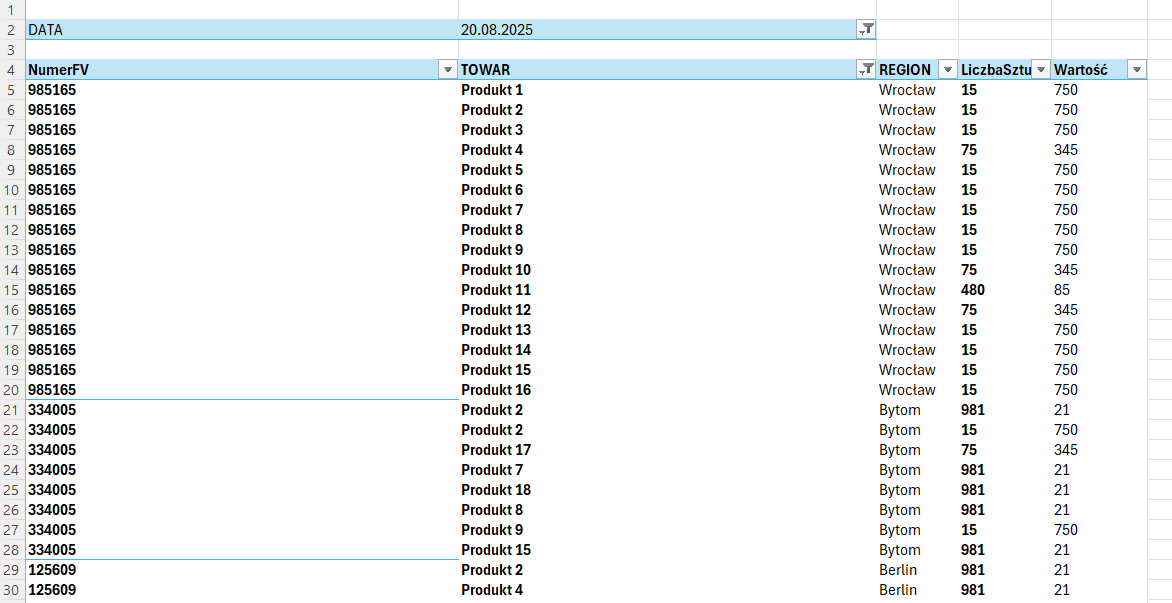 1
2 DATA 20.08.2025
3
4 NumerFV TOWAR REGION LiczbaSztu Wartość
5 985165 Produkt 1 Wrocław 15 750
6 985165 Produkt 2 Wrocław 15 750
7 985165 Produkt 3 Wrocław 15 750
8 985165 Produkt 4 Wrocław 75 345
9 985165 Produkt 5 Wrocław 15 750
10 985165 Produkt 6 Wrocław 15 750
11 985165 Produkt 7 Wrocław 15 750
12 985165 Produkt 8 Wrocław 15 750
13 985165 Produkt 9 Wrocław 15 750
14 985165 Produkt 10 Wrocław 75 345
15 985165 Produkt 11 Wrocław 480 85
16 985165 Produkt 12 Wrocław 75 345
17 985165 Produkt 13 Wrocław 15 750
18 985165 Produkt 14 Wrocław 15 750
19 985165 Produkt 15 Wrocław 15 750
20 985165 Produkt 16 Wrocław 15 750
21 334005 Produkt 2 Bytom 981 21
22 334005 Produkt 2 Bytom 15 750
23 334005 Produkt 17 Bytom 75 345
24 334005 Produkt 7 Bytom 981 21
25 334005 Produkt 18 Bytom 981 21
26 334005 Produkt 8 Bytom 981 21
27 334005 Produkt 9 Bytom 15 750
28 334005 Produkt 15 Bytom 981 21
29 125609 Produkt 2 Berlin 981 21
30 125609 Produkt 4 Berlin 981 21